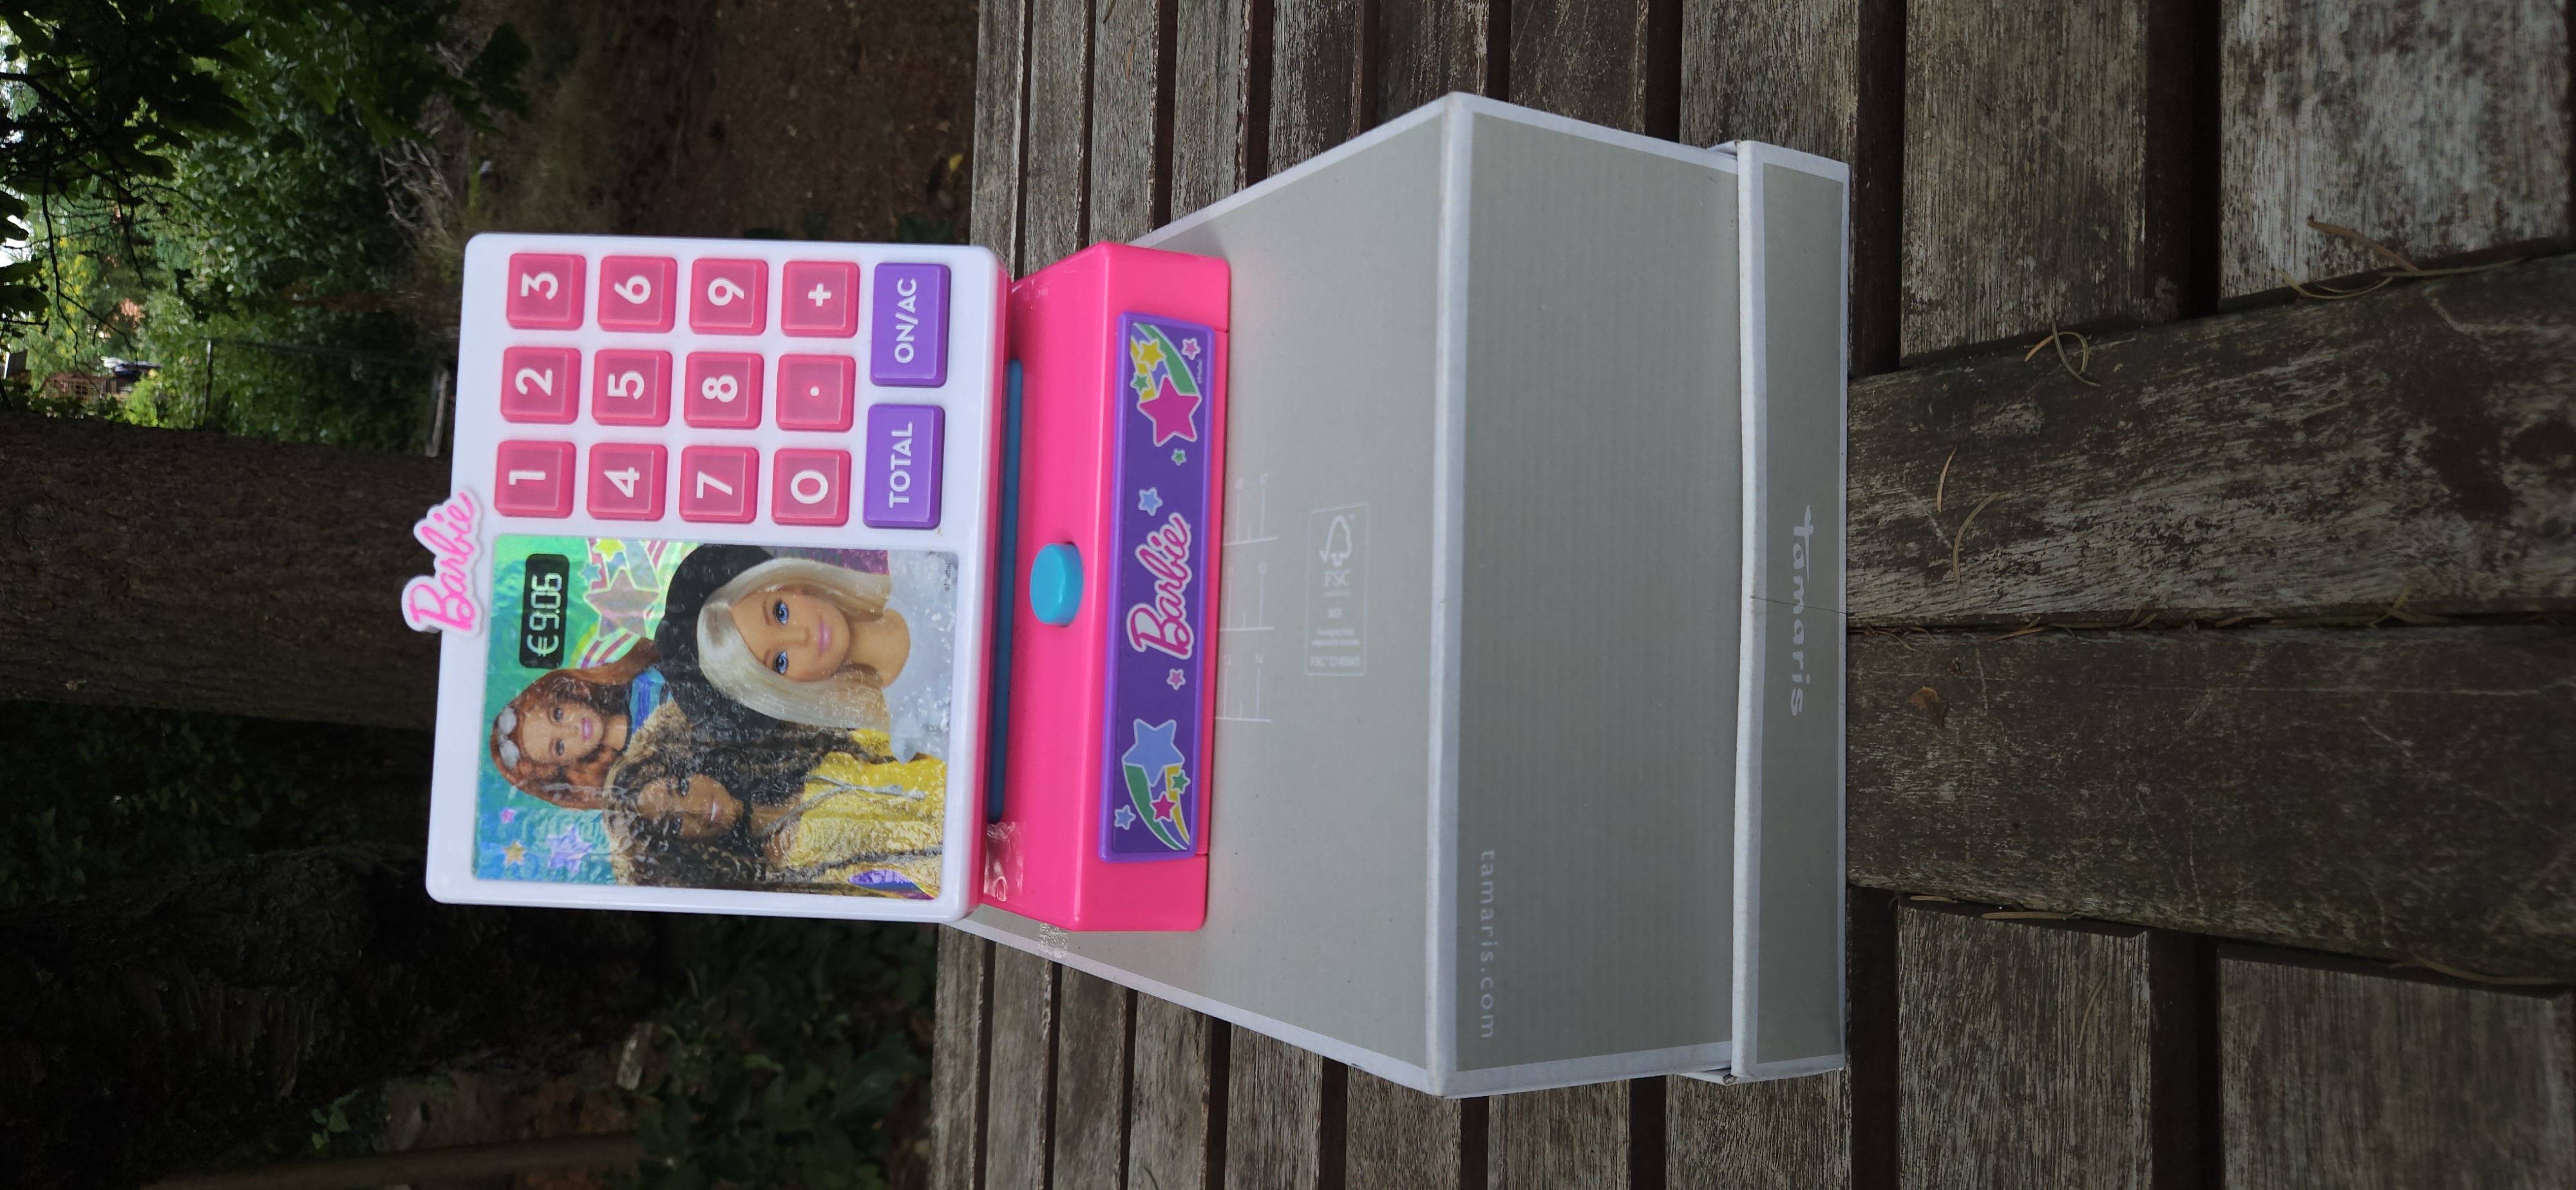 Barbie
€9.06
1 2 3
4 5 6
7 8 9
0 . +
TOTAL ON/AC
Barbie
FSC
tamaris.com
tamaris